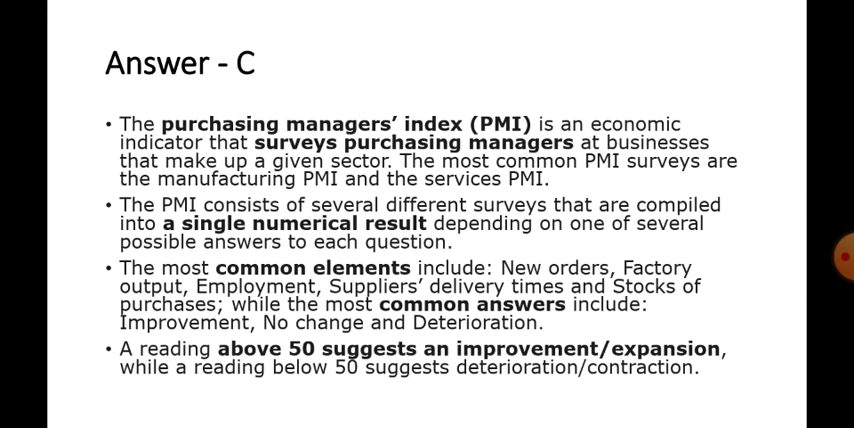 Answer - C
• The purchasing managers’ index (PMI) is an economic
indicator that surveys purchasing managers at businesses
that make up a given sector. The most common PMI surveys are
the manufacturing PMI and the services PMI.
• The PMI consists of several different surveys that are compiled
into a single numerical result depending on one of several
possible answers to each question.
• The most common elements include: New orders, Factory
output, Employment, Suppliers’ delivery times and Stocks of
purchases; while the most common answers include:
Improvement, No change and Deterioration.
• A reading above 50 suggests an improvement/expansion,
while a reading below 50 suggests deterioration/contraction.